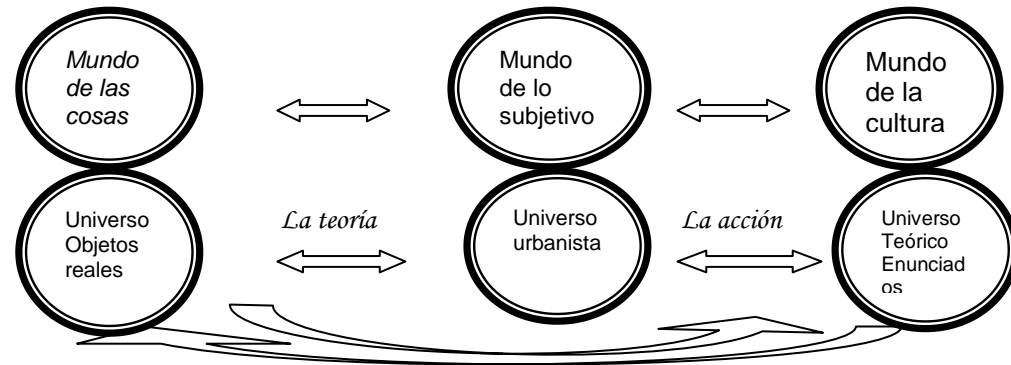 Mundo
de las
cosas
Mundo
de lo
subjetivo
Mundo
de la
cultura
Universo
Objetos
reales
La teoría
Universo
urbanista
La acción
Universo
Teórico
Enunciad
os